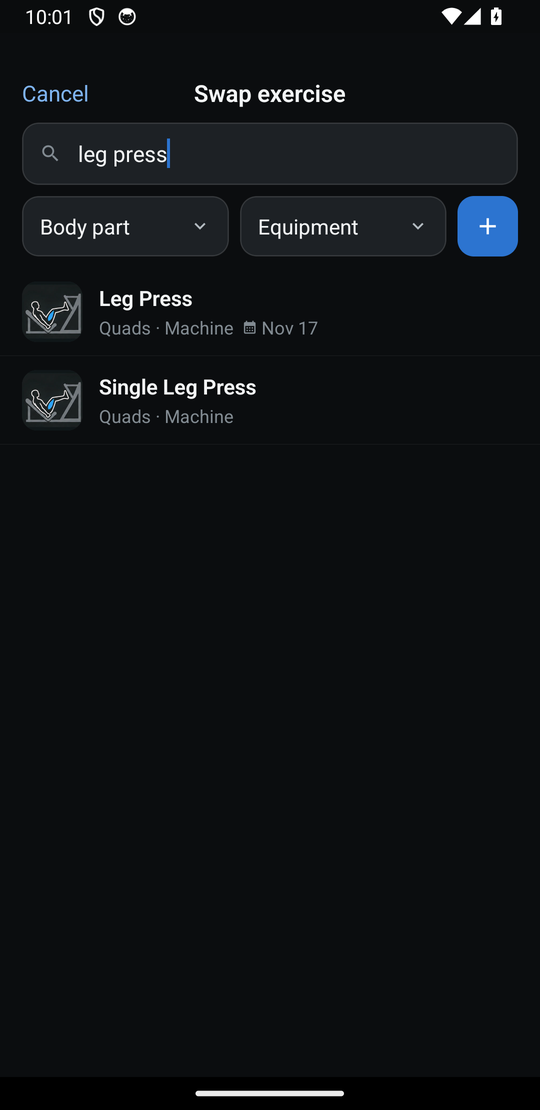 10:01
Cancel
Swap exercise
leg press
Body part
Equipment
+
Leg Press
Quads · Machine Nov 17
Single Leg Press
Quads · Machine